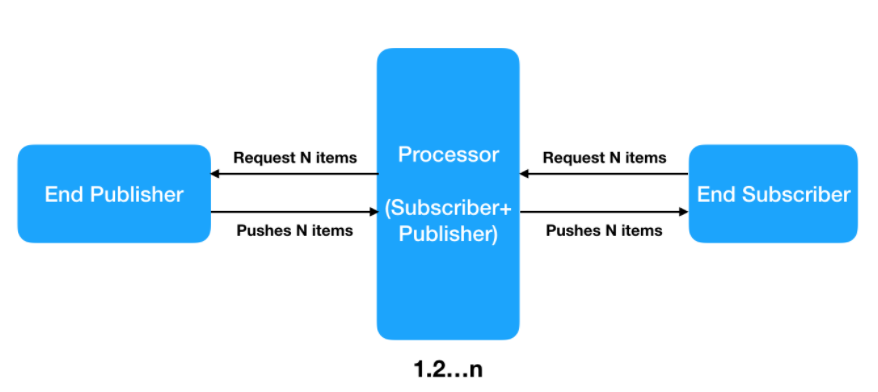 Request N items
Request N items
Processor
End Publisher
End Subscriber
(Subscriber+
Publisher)
Pushes N items
Pushes N items
1.2...n